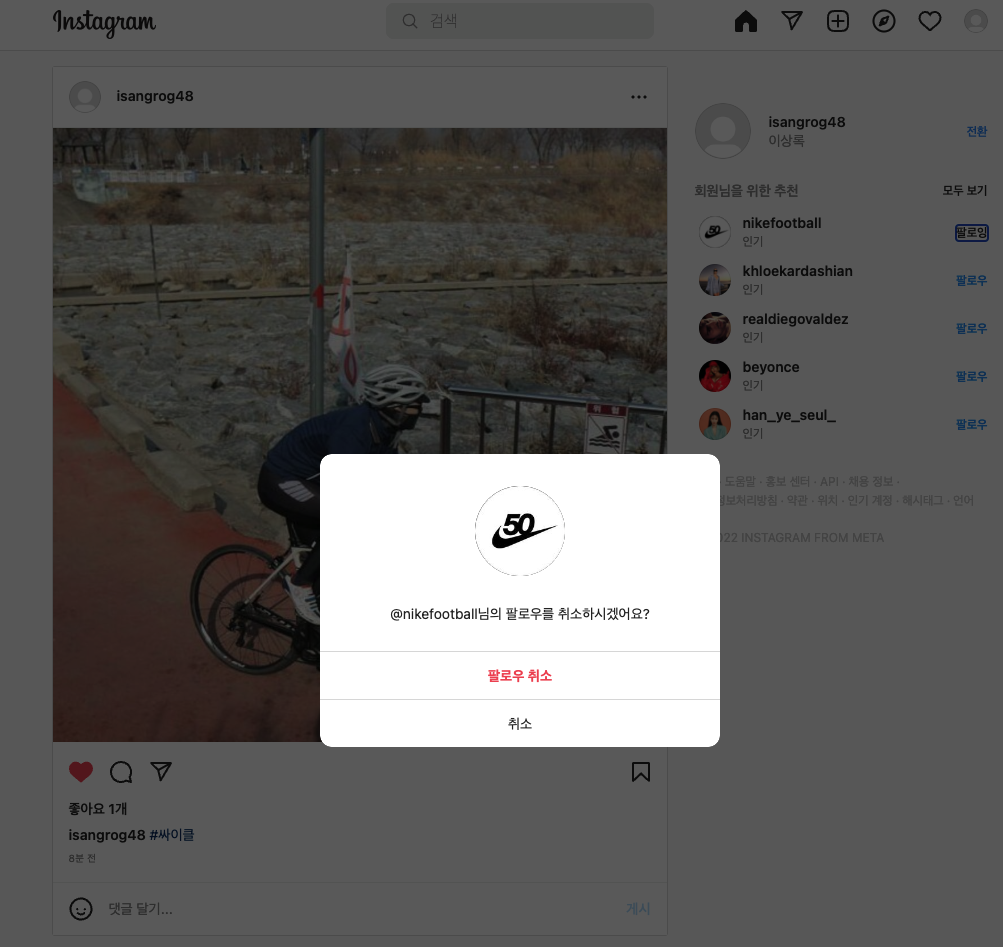 Instagram
검색
isangrog48
isangrog48
이상록
전환
회원님을 위한 추천
모두 보기
nikefootball
인기
팔로잉
khloekardashian
인기
팔로우
realdiegovaldez
인기
팔로우
beyonce
인기
팔로우
han_ye_seul_
인기
팔로우
도움말 · 홍보 센터 · API · 채용 정보 ·
정보처리방침 · 약관 · 위치 · 인기 계정 · 해시태그 · 언어
022 INSTAGRAM FROM META
위험
50
@nikefootball님의 팔로우를 취소하시겠어요?
팔로우 취소
취소
좋아요 1개
isangrog48 #싸이클
8분 전
댓글 달기...
게시